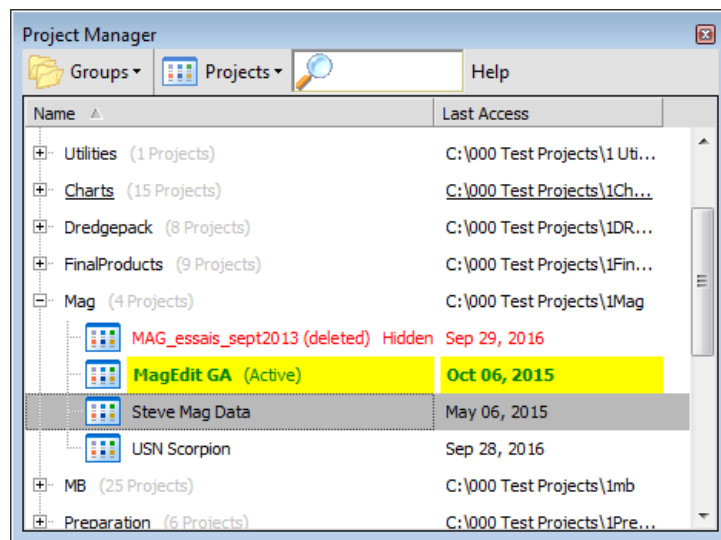 Project Manager
Groups Projects Help
Name Last Access
Utilities (1 Projects) C:\000 Test Projects\1 Uti...
Charts (15 Projects) C:\000 Test Projects\1Ch...
Dredgepack (8 Projects) C:\000 Test Projects\1DR...
FinalProducts (9 Projects) C:\000 Test Projects\1Fin...
Mag (4 Projects) C:\000 Test Projects\1Mag
MAG_essais_sept2013 (deleted) Hidden Sep 29, 2016
MagEdit GA (Active) Oct 06, 2015
Steve Mag Data May 06, 2015
USN Scorpion Sep 28, 2016
MB (25 Projects) C:\000 Test Projects\1mb
Preparation (6 Projects) C:\000 Test Projects\1Pre...